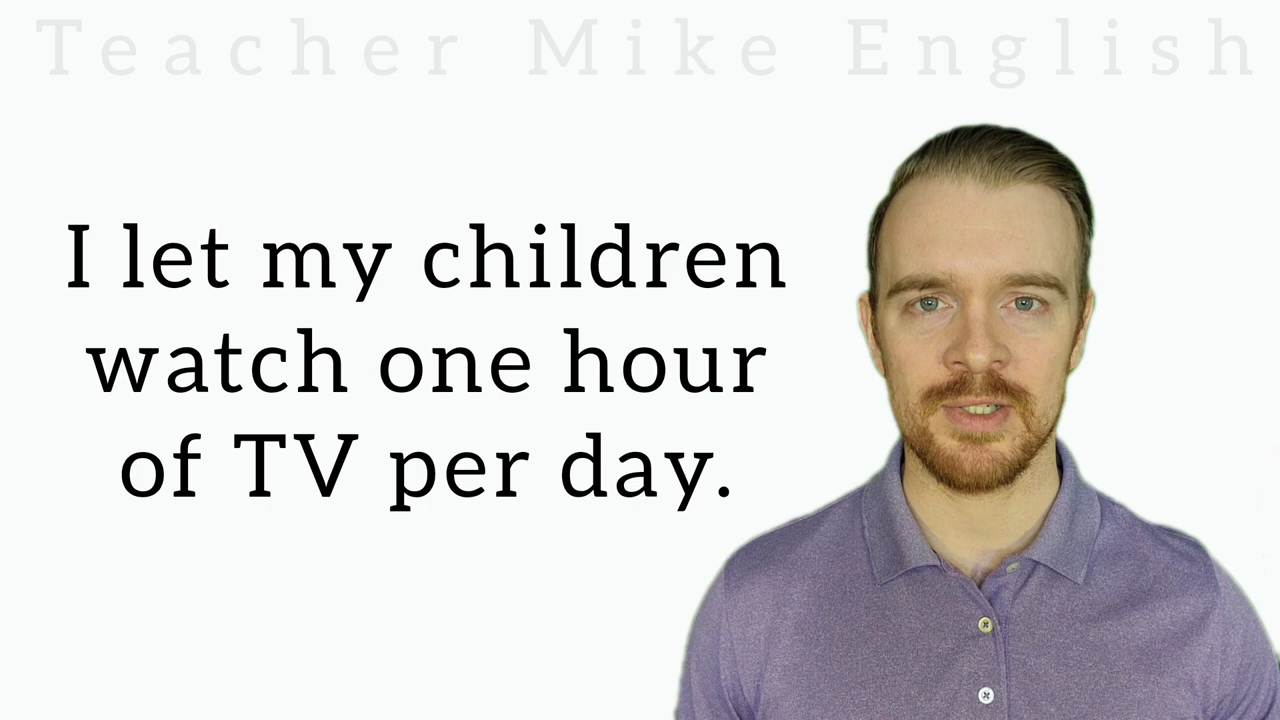 Teacher Mike English
I let my children
watch one hour
of TV per day.